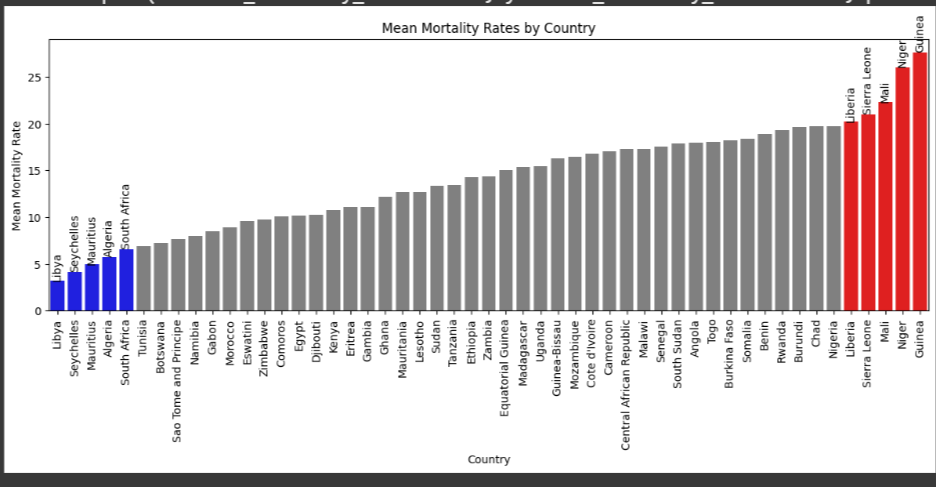 Mean Mortality Rates by Country
Guinea
Niger
Sierra Leone
Mali
Liberia
South Africa
Algeria
Mauritius
Seychelles
Libya
Mean Mortality Rate
25
20
15
10
5
0
Libya
Seychelles
Mauritius
Algeria
South Africa
Tunisia
Botswana
Sao Tome and Principe
Namibia
Gabon
Morocco
Eswatini
Zimbabwe
Comoros
Egypt
Djibouti
Kenya
Eritrea
Gambia
Ghana
Mauritania
Lesotho
Sudan
Tanzania
Ethiopia
Zambia
Equatorial Guinea
Madagascar
Uganda
Guinea-Bissau
Mozambique
Cote d'Ivoire
Cameroon
Central African Republic
Malawi
Senegal
South Sudan
Angola
Togo
Burkina Faso
Somalia
Benin
Rwanda
Burundi
Chad
Nigeria
Liberia
Sierra Leone
Mali
Niger
Guinea
Country